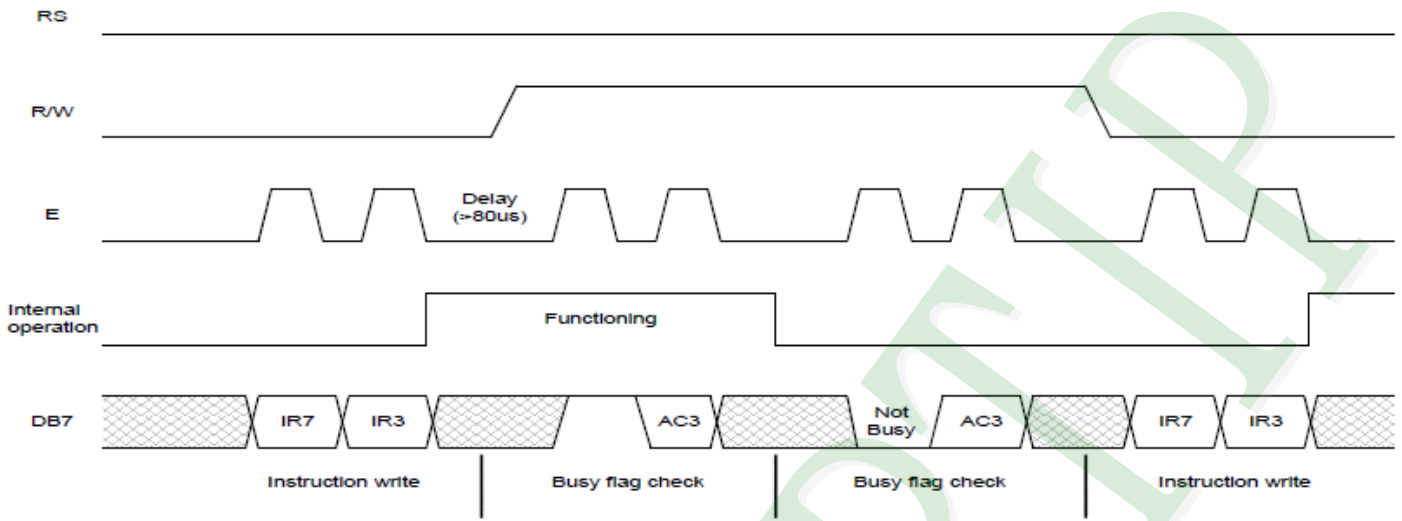 RS
R/W
E
Delay
(>80us)
Internal
operation
Functioning
DB7
IR7
IR3
AC3
Not
Busy
AC3
IR7
IR3
Instruction write
Busy flag check
Busy flag check
Instruction write
PTIP